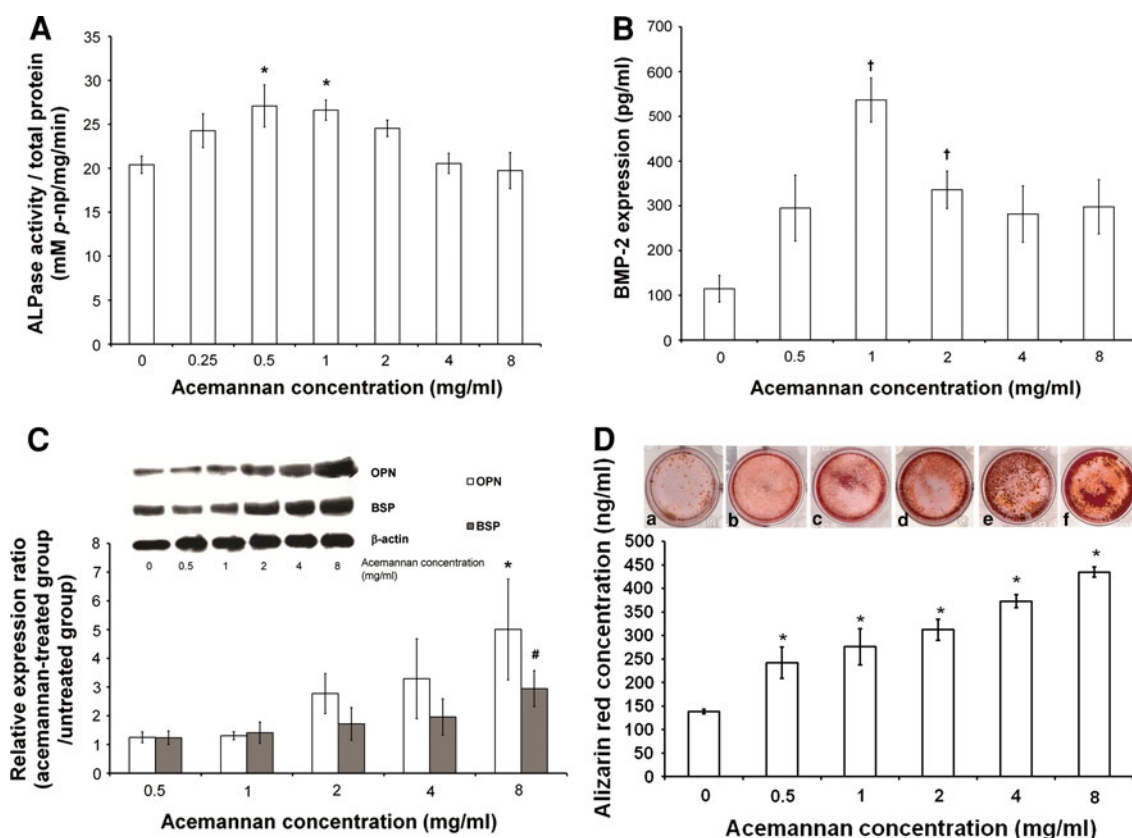 A
ALPase activity / total protein
(mM p-np/mg/min)
35
30
25
20
15
10
5
0
* *
0 0.25 0.5 1 2 4 8
Acemannan concentration (mg/ml)
B
BMP-2 expression (pg/ml)
700
600
500
400
300
200
100
0
†
†
0 0.5 1 2 4 8
Acemannan concentration (mg/ml)
C
OPN
BSP
β-actin
0 0.5 1 2 4 8
Acemannan concentration
(mg/ml)
OPN
BSP
Relative expression ratio
(acemannan-treated group
/untreated group)
8
7
6
5
4
3
2
1
0
*
#
0.5 1 2 4 8
Acemannan concentration (mg/ml)
D
a b c d e f
Alizarin red concentration (ng/ml)
500
450
400
350
300
250
200
150
100
50
0
* * * * *
0 0.5 1 2 4 8
Acemannan concentration (mg/ml)